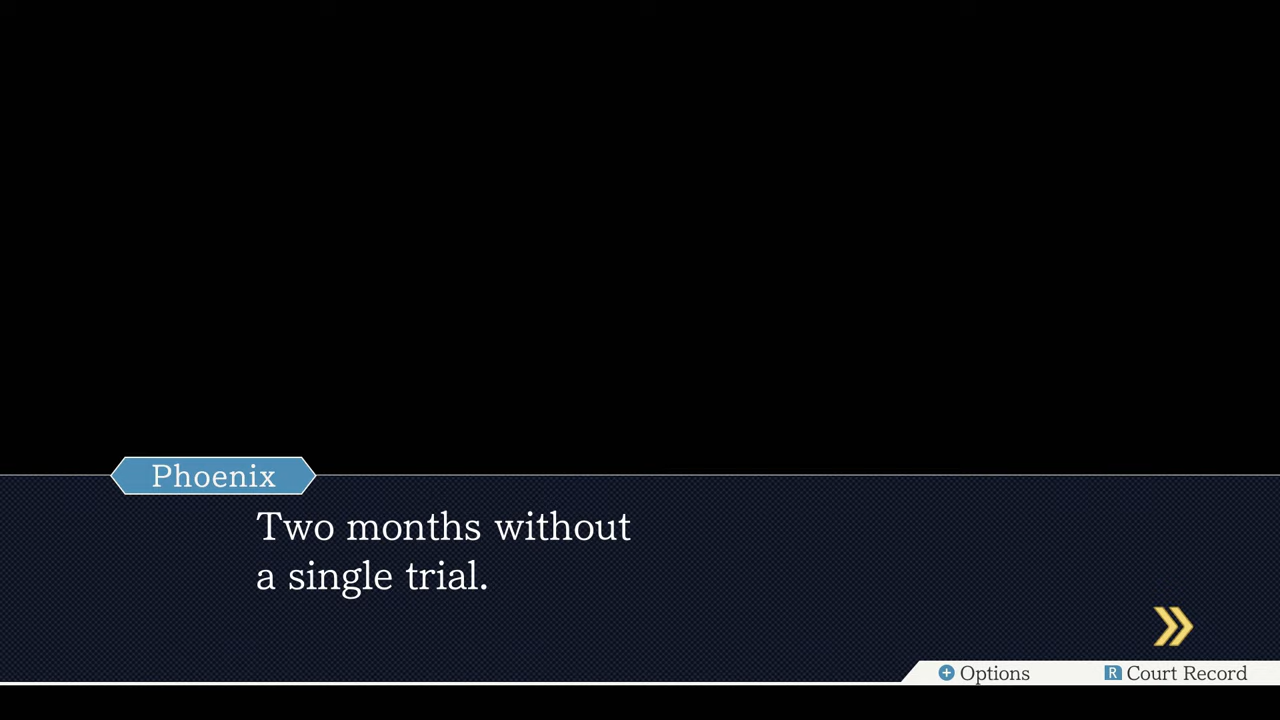 Phoenix
Two months without
a single trial.
+ Options
R Court Record